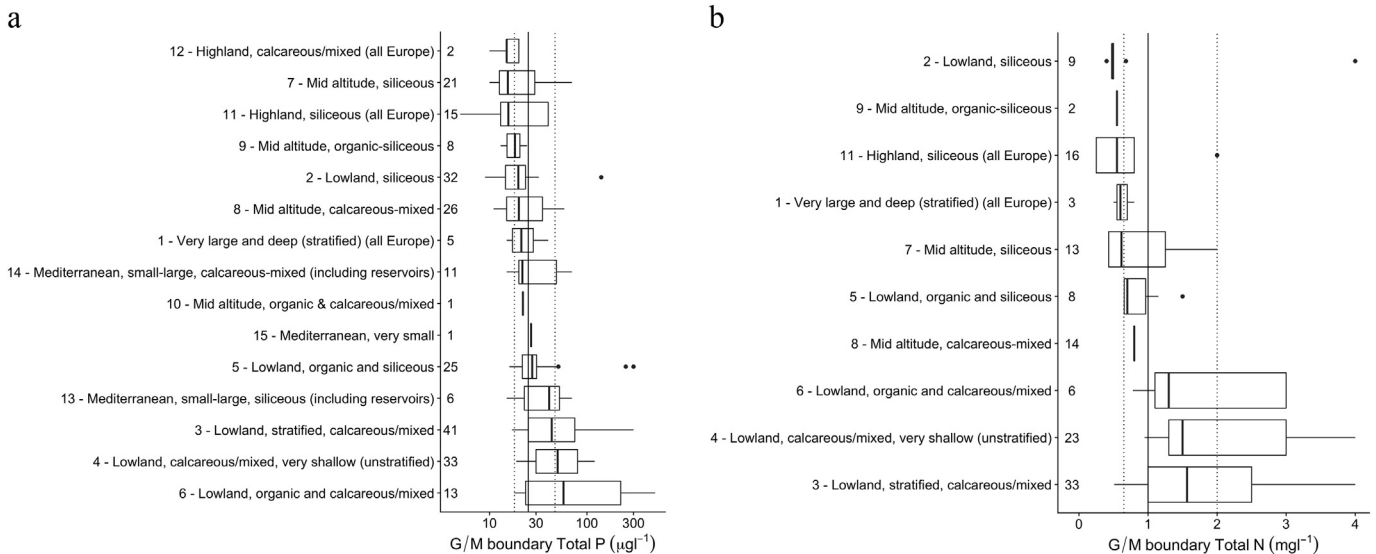 a
12 - Highland, calcareous/mixed (all Europe) 2
7 - Mid altitude, siliceous 21
11 - Highland, siliceous (all Europe) 15
9 - Mid altitude, organic-siliceous 8
2 - Lowland, siliceous 32
8 - Mid altitude, calcareous-mixed 26
1 - Very large and deep (stratified) (all Europe) 5
14 - Mediterranean, small-large, calcareous-mixed (including reservoirs) 11
10 - Mid altitude, organic & calcareous/mixed 1
15 - Mediterranean, very small 1
5 - Lowland, organic and siliceous 25
13 - Mediterranean, small-large, siliceous (including reservoirs) 6
3 - Lowland, stratified, calcareous/mixed 41
4 - Lowland, calcareous/mixed, very shallow (unstratified) 33
6 - Lowland, organic and calcareous/mixed 13
10 30 100 300
G/M boundary Total P (μgl⁻¹)
b
2 - Lowland, siliceous 9
9 - Mid altitude, organic-siliceous 2
11 - Highland, siliceous (all Europe) 16
1 - Very large and deep (stratified) (all Europe) 3
7 - Mid altitude, siliceous 13
5 - Lowland, organic and siliceous 8
8 - Mid altitude, calcareous-mixed 14
6 - Lowland, organic and calcareous/mixed 6
4 - Lowland, calcareous/mixed, very shallow (unstratified) 23
3 - Lowland, stratified, calcareous/mixed 33
0 1 2 3 4
G/M boundary Total N (mgl⁻¹)